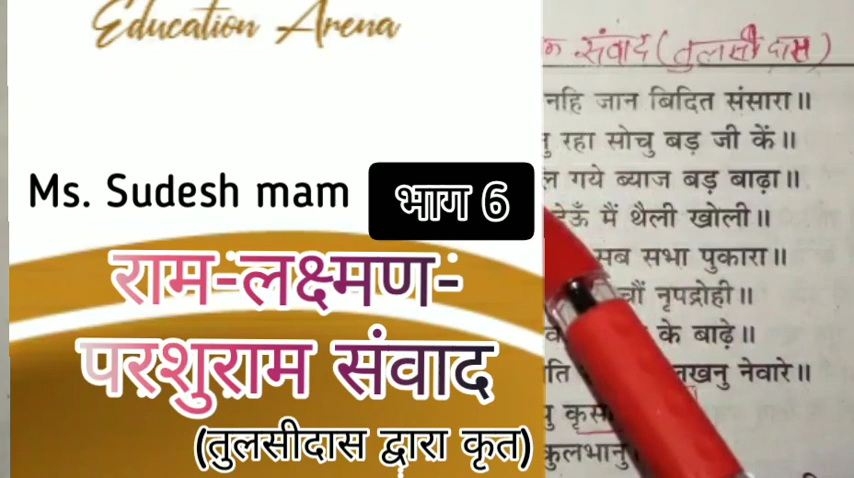 Education Arena
Ms. Sudesh mam
भाग 6
राम-लक्ष्मण-
परशुराम संवाद
(तुलसीदास द्वारा कृत)
संवाद (तुलसीदास)
नहि जान बिदित संसारा॥
रहा सोचु बड़ जी कें॥
गये ब्याज बड़ बाढ़ा॥
मैं थैली खोली॥
सब सभा पुकारा॥
नृपद्रोही॥
के बाढ़े॥
नेवारे॥
कुलभानु